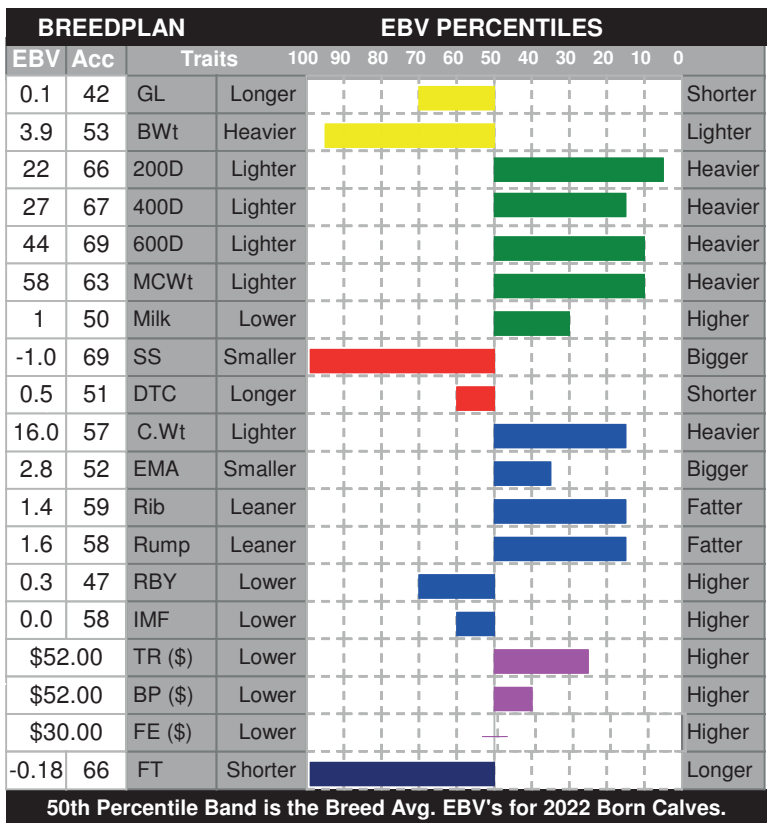 BREEDPLAN EBV PERCENTILES
EBV Acc Traits 100 90 80 70 60 50 40 30 20 10 0
0.1 42 GL Longer Shorter
3.9 53 BWt Heavier Lighter
22 66 200D Lighter Heavier
27 67 400D Lighter Heavier
44 69 600D Lighter Heavier
58 63 MCWt Lighter Heavier
1 50 Milk Lower Higher
-1.0 69 SS Smaller Bigger
0.5 51 DTC Longer Shorter
16.0 57 C.Wt Lighter Heavier
2.8 52 EMA Smaller Bigger
1.4 59 Rib Leaner Fatter
1.6 58 Rump Leaner Fatter
0.3 47 RBY Lower Higher
0.0 58 IMF Lower Higher
$52.00 TR ($) Lower Higher
$52.00 BP ($) Lower Higher
$30.00 FE ($) Lower Higher
-0.18 66 FT Shorter Longer
50th Percentile Band is the Breed Avg. EBV's for 2022 Born Calves.